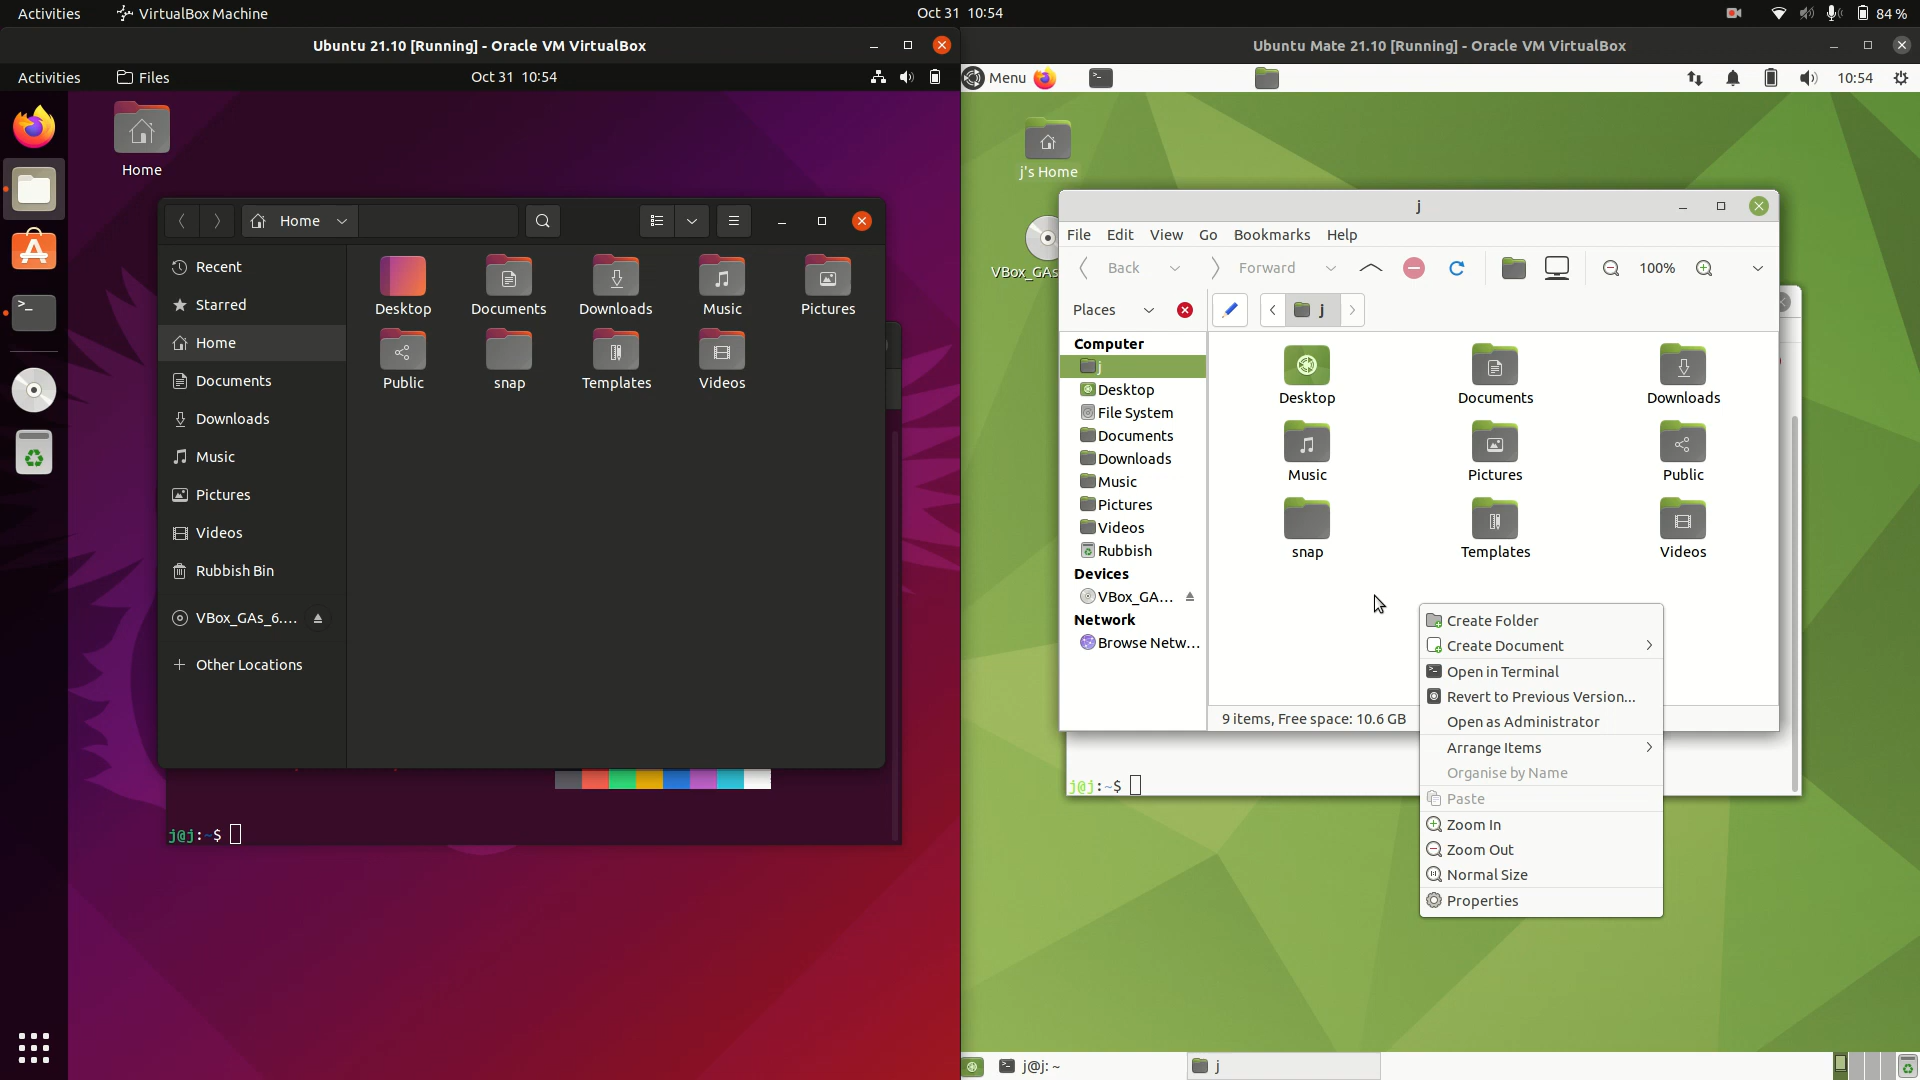 Activities VirtualBox Machine Oct 31 10:54 84 %
Ubuntu 21.10 [Running] - Oracle VM VirtualBox
Activities Files Oct 31 10:54
Home
Home
Recent
Starred
Home
Documents
Downloads
Music
Pictures
Videos
Rubbish Bin
VBox_GAs_6....
Other Locations
Desktop Documents Downloads Music Pictures
Public snap Templates Videos
j@j:~$
Ubuntu Mate 21.10 [Running] - Oracle VM VirtualBox
Menu 10:54
j's Home
VBox_GAs
j
File Edit View Go Bookmarks Help
Back Forward 100%
Places j
Computer
j
Desktop
File System
Documents
Downloads
Music
Pictures
Videos
Rubbish
Devices
VBox_GA...
Network
Browse Netw...
Desktop Documents Downloads
Music Pictures Public
snap Templates Videos
9 items, Free space: 10.6 GB
Create Folder
Create Document
Open in Terminal
Revert to Previous Version...
Open as Administrator
Arrange Items
Organise by Name
Paste
Zoom In
Zoom Out
Normal Size
Properties
j@j:~$
j@j: ~ j